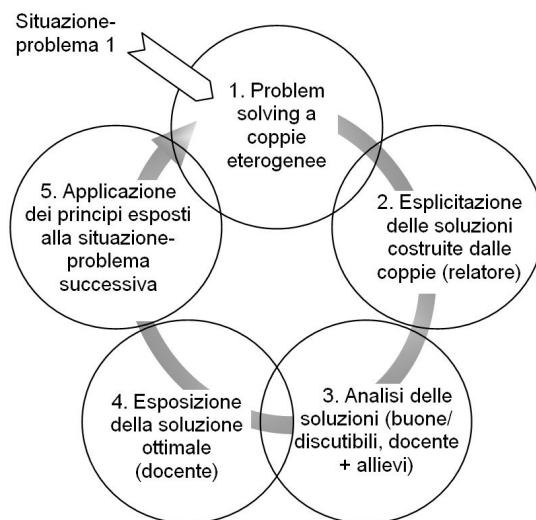 Situazione-
problema 1
1. Problem
solving a
coppie
eterogenee
2. Esplicitazione
delle soluzioni
costruite dalle
coppie (relatore)
3. Analisi delle
soluzioni (buone/
discutibili, docente
+ allievi)
4. Esposizione
della soluzione
ottimale
(docente)
5. Applicazione
dei principi esposti
alla situazione-
problema
successiva